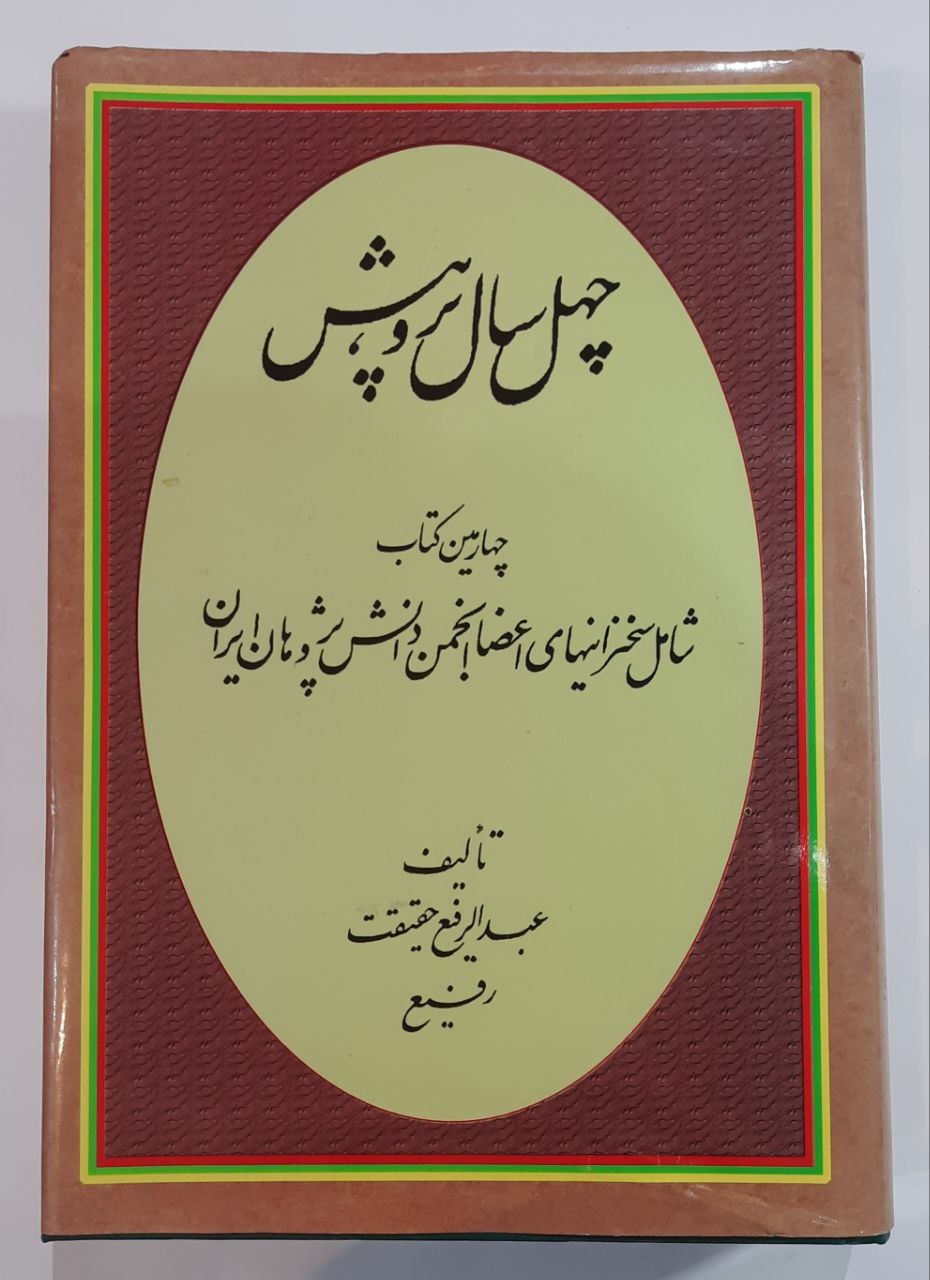 چهل سال پژوهش
چهارمین کتاب
شامل سخنرانیهای اعضا انجمن دانش پژوهان ایران
تألیف
عبدالرفیع حقیقت
رفیع